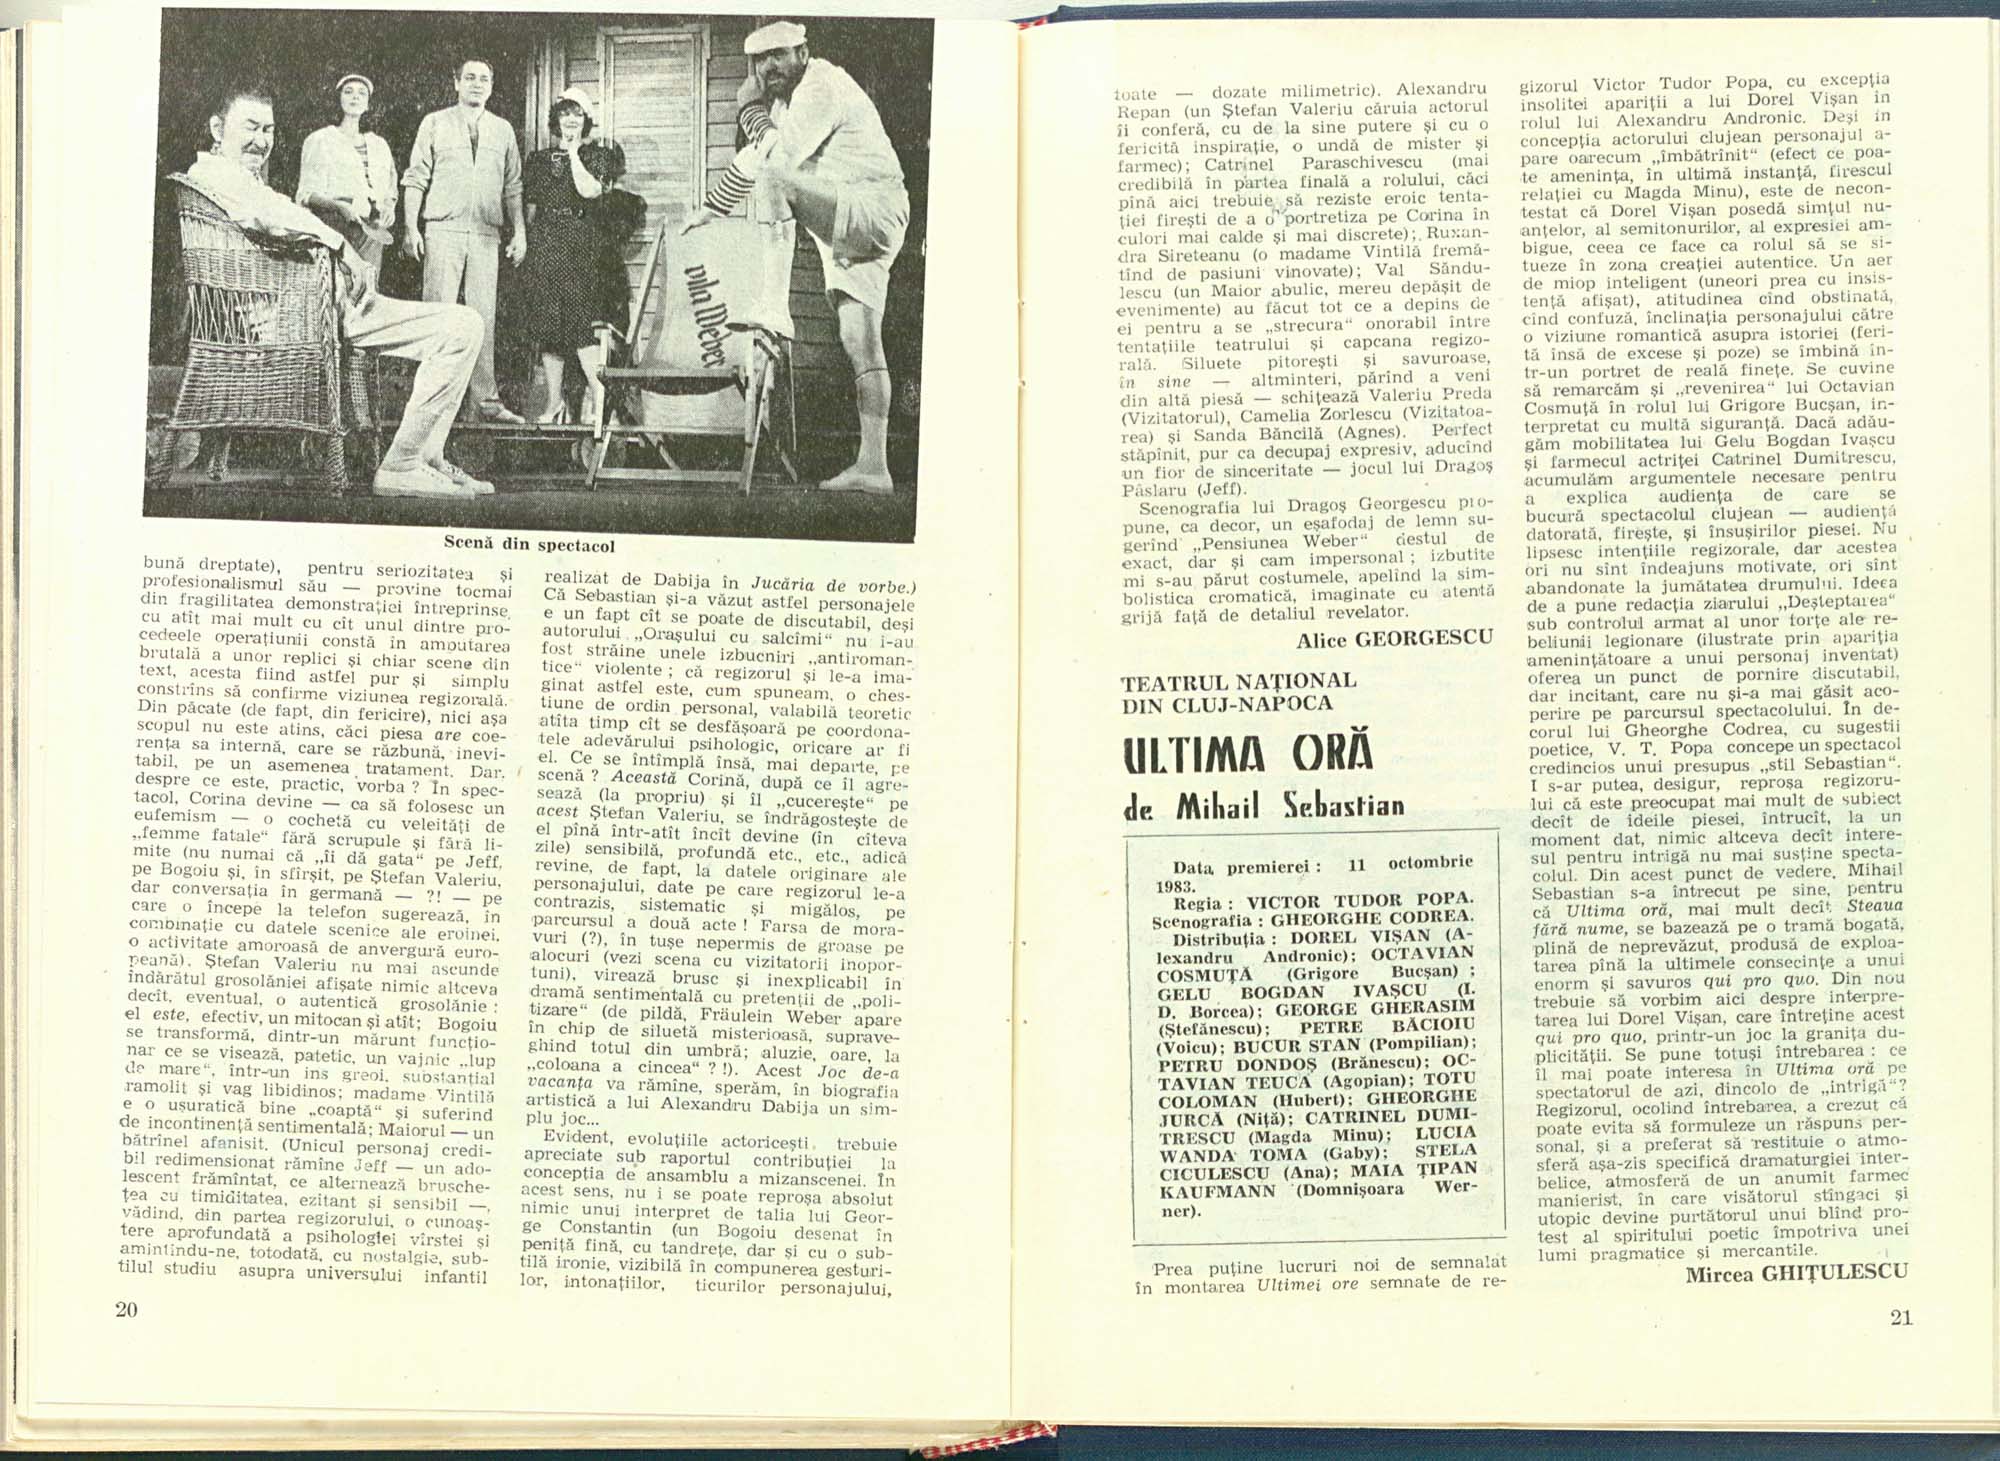 vila Weber
Scenă din spectacol
bună dreptate), pentru seriozitatea și
profesionalismul său — provine tocmai
din fragilitatea demonstrației întreprinse,
cu atît mai mult cu cît unul dintre pro-
cedeele operațiunii constă în amputarea
brutală a unor replici și chiar scene din
text, acesta fiind astfel pur și simplu
constrîns să confirme viziunea regizorală.
Din păcate (de fapt, din fericire), nici așa
scopul nu este atins, căci piesa are coe-
rența sa internă, care se răzbună, inevi-
tabil, pe un asemenea tratament. Dar,
despre ce este, practic, vorba ? În spec-
tacol, Corina devine — ca să folosesc un
eufemism — o cochetă cu veleități de
„femme fatale“ fără scrupule și fără li-
mite (nu numai că „îi dă gata“ pe Jeff,
pe Bogoiu și, în sfîrșit, pe Ștefan Valeriu,
dar conversația în germană — ?! — pe
care o începe la telefon sugerează, în
combinație cu datele scenice ale eroinei,
o activitate amoroasă de anvergură euro-
peană). Ștefan Valeriu nu mai ascunde
îndărătul grosolăniei afișate nimic altceva
decît, eventual, o autentică grosolănie :
el este, efectiv, un mitocan și atît; Bogoiu
se transformă, dintr-un mărunt funcțio-
nar ce se visează, patetic, un vajnic „lup
de mare“, într-un ins greoi, substanțial
ramolit și vag libidinos; madame Vintilă
e o ușuratică bine „coaptă“ și suferind
de incontinență sentimentală; Maiorul — un
bătrînel afanisit. (Unicul personaj credi-
bil redimensionat rămîne Jeff — un ado-
lescent frămîntat, ce alternează brusche-
țea cu timiditatea, ezitant și sensibil —,
vădind, din partea regizorului, o cunoaș-
tere aprofundată a psihologiei vîrstei și
amintindu-ne, totodată, cu nostalgie, sub-
tilul studiu asupra universului infantil
20
realizat de Dabija în Jucăria de vorbe.)
Că Sebastian și-a văzut astfel personajele
e un fapt cît se poate de discutabil, deși
autorului „Orașului cu salcîmi“ nu i-au
fost străine unele izbucniri „antiroman-
tice“ violente ; că regizorul și le-a ima-
ginat astfel este, cum spuneam, o ches-
tiune de ordin personal, valabilă teoretic
atîta timp cît se desfășoară pe coordona-
tele adevărului psihologic, oricare ar fi
el. Ce se întîmplă însă, mai departe, pe
scenă ? Această Corină, după ce îl agre-
sează (la propriu) și îl „cucerește“ pe
acest Ștefan Valeriu, se îndrăgostește de
el pînă într-atît încît devine (în cîteva
zile) sensibilă, profundă etc., etc., adică
revine, de fapt, la datele originare ale
personajului, date pe care regizorul le-a
contrazis, sistematic și migălos, pe
parcursul a două acte ! Farsa de mora-
vuri (?), în tușe nepermis de groase pe
alocuri (vezi scena cu vizitatorii inopor-
tuni), virează brusc și inexplicabil în
dramă sentimentală cu pretenții de „poli-
tizare“ (de pildă, Fräulein Weber apare
în chip de siluetă misterioasă, suprave-
ghind totul din umbră; aluzie, oare, la
„coloana a cincea“ ? !). Acest Joc de-a
vacanța va rămîne, sperăm, în biografia
artistică a lui Alexandru Dabija un sim-
plu joc...
Evident, evoluțiile actoricești trebuie
apreciate sub raportul contribuției la
concepția de ansamblu a mizanscenei. În
acest sens, nu i se poate reproșa absolut
nimic unui interpret de talia lui Geor-
ge Constantin (un Bogoiu desenat în
peniță fină, cu tandrețe, dar și cu o sub-
tilă ironie, vizibilă în compunerea gesturi-
lor, intonațiilor, ticurilor personajului,
toate — dozate milimetric). Alexandru
Repan (un Ștefan Valeriu căruia actorul
îi conferă, cu de la sine putere și cu o
fericită inspirație, o undă de mister și
farmec); Catrinel Paraschivescu (mai
credibilă în partea finală a rolului, căci
pînă aici trebuie să reziste eroic tenta-
ției firești de a o portretiza pe Corina în
culori mai calde și mai discrete); Ruxan-
dra Sireteanu (o madame Vintilă fremă-
tînd de pasiuni vinovate); Val Săndu-
lescu (un Maior abulic, mereu depășit de
evenimente) au făcut tot ce a depins de
ei pentru a se „strecura“ onorabil între
tentațiile teatrului și capcana regizo-
rală. Siluete pitorești și savuroase,
în sine — altminteri, părînd a veni
din altă piesă — schițează Valeriu Preda
(Vizitatorul), Camelia Zorlescu (Vizitatoa-
rea) și Sanda Băncilă (Agnes). Perfect
stăpînit, pur ca decupaj expresiv, aducînd
un fior de sinceritate — jocul lui Dragoș
Pâslaru (Jeff).
Scenografia lui Dragoș Georgescu pro-
pune, ca decor, un eșafodaj de lemn su-
gerînd „Pensiunea Weber“ destul de
exact, dar și cam impersonal ; izbutite
mi s-au părut costumele, apelînd la sim-
bolistica cromatică, imaginate cu atentă
grijă față de detaliul revelator.
Alice GEORGESCU
TEATRUL NAȚIONAL
DIN CLUJ-NAPOCA
ULTIMA ORĂ
de Mihail Sebastian
Data premierei : 11 octombrie
1983.
Regia : VICTOR TUDOR POPA.
Scenografia : GHEORGHE CODREA.
Distribuția : DOREL VIȘAN (A-
lexandru Andronic); OCTAVIAN
COSMUȚĂ (Grigore Bucșan) ;
GELU BOGDAN IVAȘCU (I.
D. Borcea); GEORGE GHERASIM
(Ștefănescu); PETRE BĂCIOIU
(Voicu); BUCUR STAN (Pompilian);
PETRU DONDOȘ (Brănescu); OC-
TAVIAN TEUCA (Agopian); TOTU
COLOMAN (Hubert); GHEORGHE
JURCĂ (Niță); CATRINEL DUMI-
TRESCU (Magda Minu); LUCIA
WANDA TOMA (Gaby); STELA
CICULESCU (Ana); MAIA ȚIPAN
KAUFMANN (Domnișoara Wer-
ner).
Prea puține lucruri noi de semnalat
în montarea Ultimei ore semnate de re-
gizorul Victor Tudor Popa, cu excepția
insolitei apariții a lui Dorel Vișan în
rolul lui Alexandru Andronic. Deși în
concepția actorului clujean personajul a-
pare oarecum „îmbătrînit“ (efect ce poa-
te amenința, în ultimă instanță, firescul
relației cu Magda Minu), este de necon-
testat că Dorel Vișan posedă simțul nu-
anțelor, al semitonurilor, al expresiei am-
bigue, ceea ce face ca rolul să se si-
tueze în zona creației autentice. Un aer
de miop inteligent (uneori prea cu insis-
tență afișat), atitudinea cînd obstinată,
cînd confuză, înclinația personajului către
o viziune romantică asupra istoriei (feri-
tă însă de excese și poze) se îmbină în-
tr-un portret de reală finețe. Se cuvine
să remarcăm și „revenirea“ lui Octavian
Cosmuță în rolul lui Grigore Bucșan, in-
terpretat cu multă siguranță. Dacă adău-
găm mobilitatea lui Gelu Bogdan Ivașcu
și farmecul actriței Catrinel Dumitrescu,
acumulăm argumentele necesare pentru
a explica audiența de care se
bucură spectacolul clujean — audiență
datorată, firește, și însușirilor piesei. Nu
lipsesc intențiile regizorale, dar acestea
ori nu sînt îndeajuns motivate, ori sînt
abandonate la jumătatea drumului. Ideea
de a pune redacția ziarului „Deșteptarea“
sub controlul armat al unor forțe ale re-
beliunii legionare (ilustrate prin apariția
amenințătoare a unui personaj inventat)
oferea un punct de pornire discutabil,
dar incitant, care nu și-a mai găsit aco-
perire pe parcursul spectacolului. În de-
corul lui Gheorghe Codrea, cu sugestii
poetice, V. T. Popa concepe un spectacol
credincios unui presupus „stil Sebastian“.
I s-ar putea, desigur, reproșa regizoru-
lui că este preocupat mai mult de subiect
decît de ideile piesei, întrucît, la un
moment dat, nimic altceva decît intere-
sul pentru intrigă nu mai susține specta-
colul. Din acest punct de vedere, Mihail
Sebastian s-a întrecut pe sine, pentru
că Ultima oră, mai mult decît Steaua
fără nume, se bazează pe o tramă bogată,
plină de neprevăzut, produsă de exploa-
tarea pînă la ultimele consecințe a unui
enorm și savuros qui pro quo. Din nou
trebuie să vorbim aici despre interpre-
tarea lui Dorel Vișan, care întreține acest
qui pro quo, printr-un joc la granița du-
plicității. Se pune totuși întrebarea : ce
îl mai poate interesa în Ultima oră pe
spectatorul de azi, dincolo de „intrigă“?
Regizorul, ocolind întrebarea, a crezut că
poate evita să formuleze un răspuns per-
sonal, și a preferat să restituie o atmo-
sferă așa-zis specifică dramaturgiei inter-
belice, atmosferă de un anumit farmec
manierist, în care visătorul stîngaci și
utopic devine purtătorul unui blînd pro-
test al spiritului poetic împotriva unei
lumi pragmatice și mercantile.
Mircea GHIȚULESCU
21